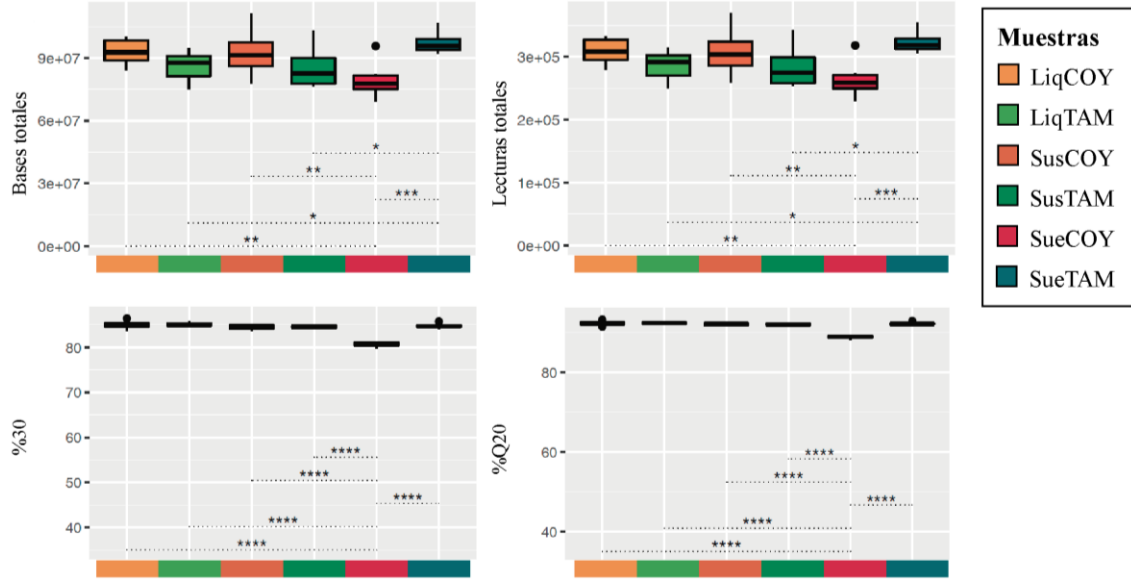 Bases totales
9e+07
6e+07
3e+07
0e+00
*
**
***
*
**
Lecturas totales
3e+05
2e+05
1e+05
0e+00
*
**
***
*
**
Muestras
LiqCOY
LiqTAM
SusCOY
SusTAM
SueCOY
SueTAM
%30
80
70
60
50
40
****
****
****
****
****
%Q20
80
60
40
****
****
****
****
****